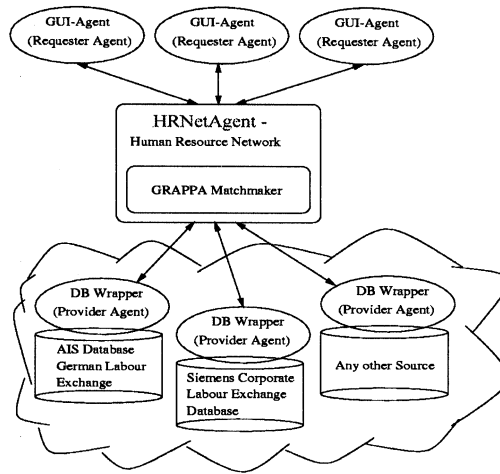 GUI-Agent
(Requester Agent)
GUI-Agent
(Requester Agent)
GUI-Agent
(Requester Agent)
HRNetAgent -
Human Resource Network
GRAPPA Matchmaker
DB Wrapper
(Provider Agent)
AIS Database
German Labour
Exchange
DB Wrapper
(Provider Agent)
Siemens Corporate
Labour Exchange
Database
DB Wrapper
(Provider Agent)
Any other Source